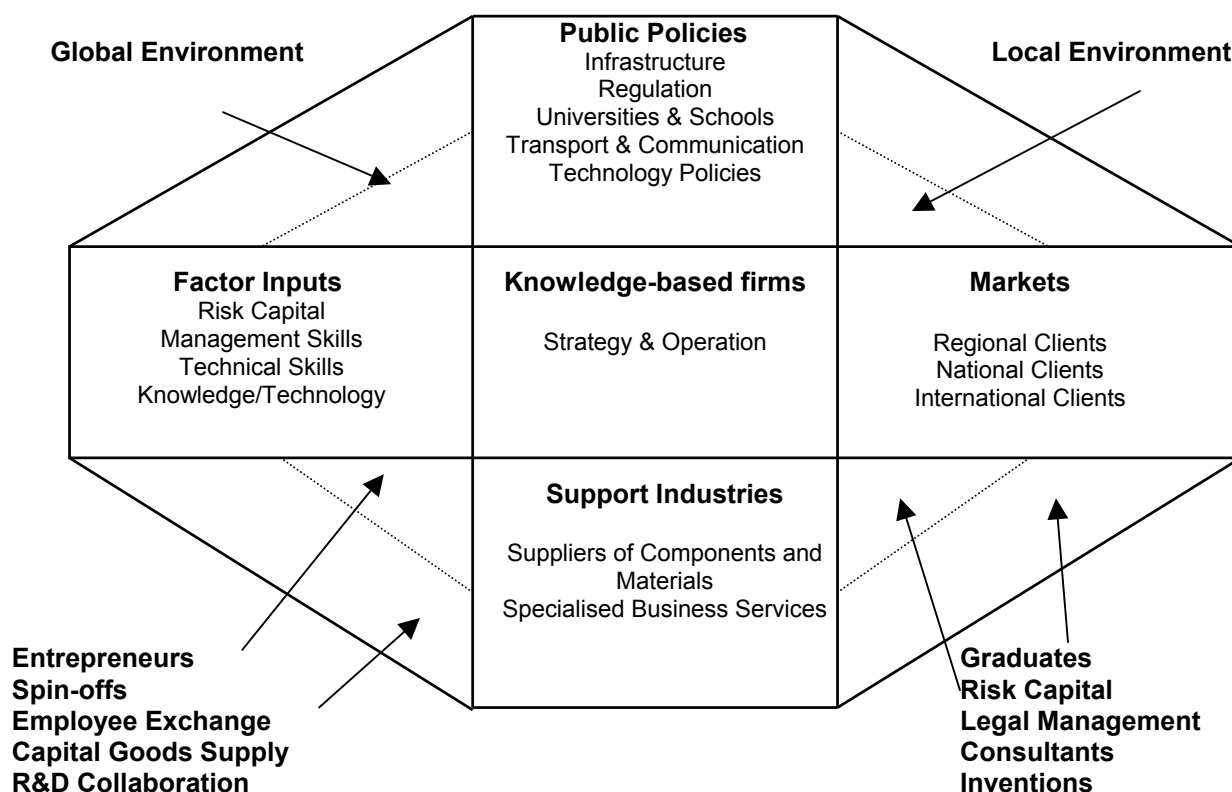 Global Environment
Public Policies
Infrastructure
Regulation
Universities & Schools
Transport & Communication
Technology Policies
Local Environment
Factor Inputs
Risk Capital
Management Skills
Technical Skills
Knowledge/Technology
Knowledge-based firms
Strategy & Operation
Markets
Regional Clients
National Clients
International Clients
Support Industries
Suppliers of Components and
Materials
Specialised Business Services
Entrepreneurs
Spin-offs
Employee Exchange
Capital Goods Supply
R&D Collaboration
Graduates
Risk Capital
Legal Management
Consultants
Inventions